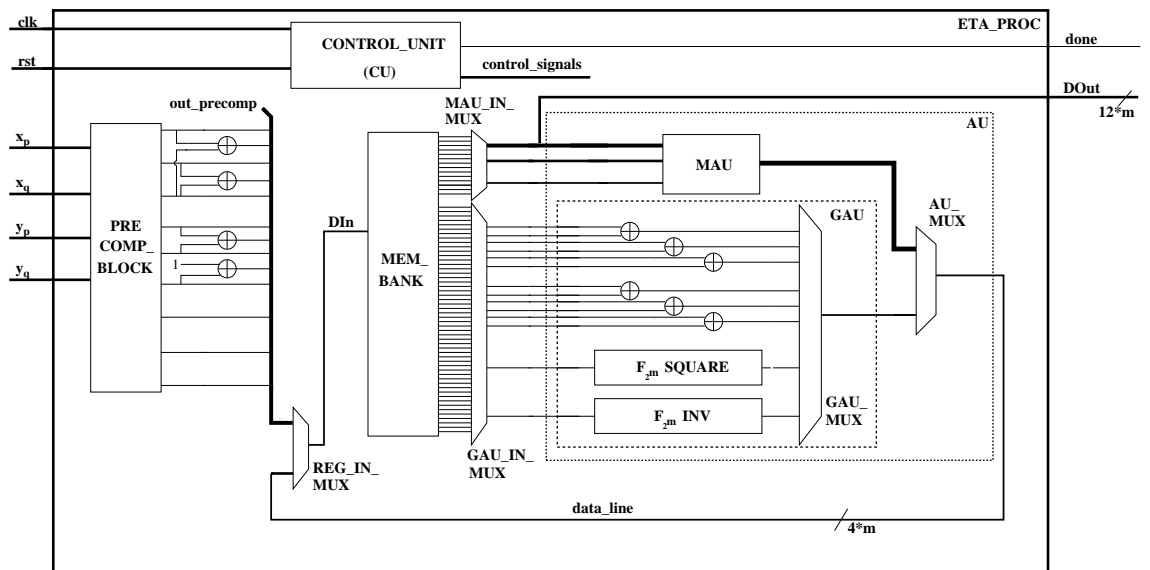 clk
ETA_PROC
CONTROL_UNIT
(CU)
done
rst
control_signals
DOut
12*m
out_precomp
MAU_IN_
MUX
AU
x_p
x_q
y_p
y_q
PRE
COMP_
BLOCK
1
DIn
MEM_
BANK
MAU
GAU
AU_
MUX
F_2^m SQUARE
F_2^m INV
GAU_
MUX
GAU_IN_
MUX
REG_IN_
MUX
data_line
4*m